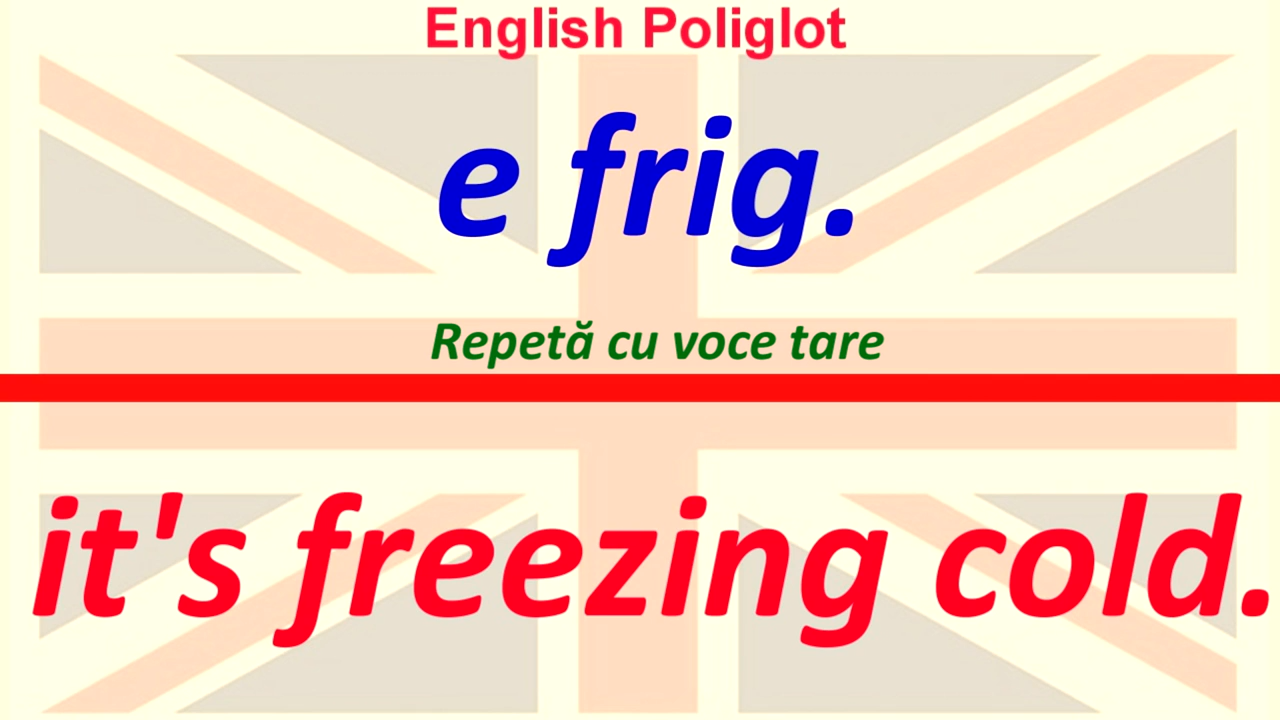 English Poliglot
e frig.
Repetă cu voce tare
it's freezing cold.